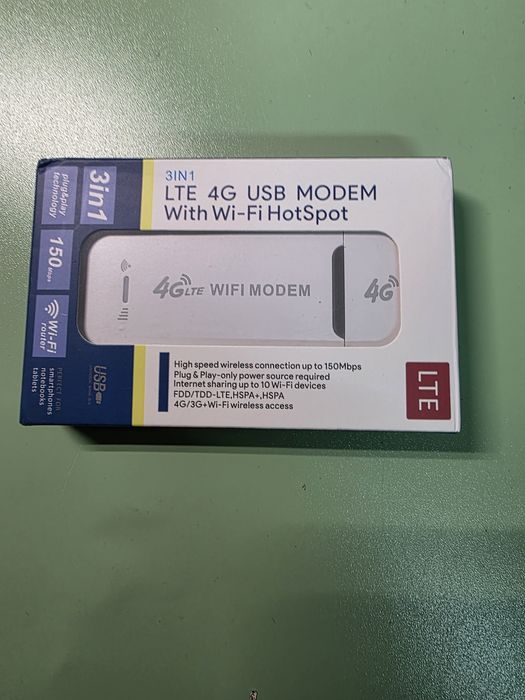 3IN1
LTE 4G USB MODEM
With Wi-Fi HotSpot
4G LTE WIFI MODEM
4G
High speed wireless connection up to 150Mbps
Plug & Play-only power source required
Internet sharing up to 10 Wi-Fi devices
FDD/TDD-LTE,HSPA+,HSPA
4G/3G+Wi-Fi wireless access
LTE
3in1
plug&play
technology
150Mbps
Wi-Fi
router
USB
PERFECT FOR
smartphones
notebooks
tablets